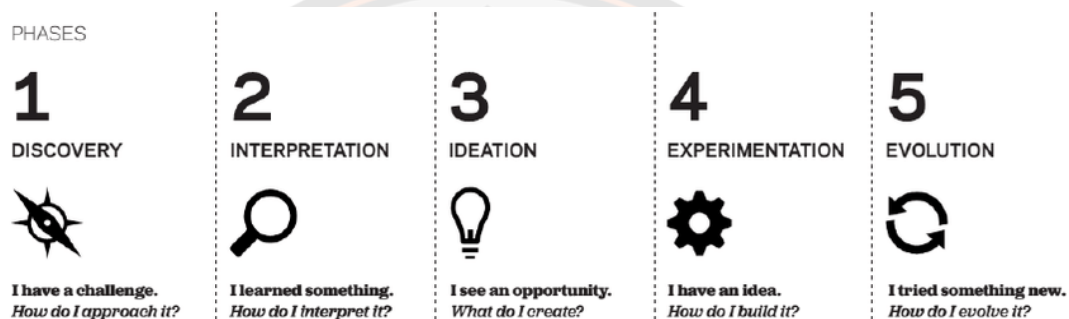 PHASES
1
DISCOVERY
I have a challenge.
How do I approach it?
2
INTERPRETATION
I learned something.
How do I interpret it?
3
IDEATION
I see an opportunity.
What do I create?
4
EXPERIMENTATION
I have an idea.
How do I build it?
5
EVOLUTION
I tried something new.
How do I evolve it?